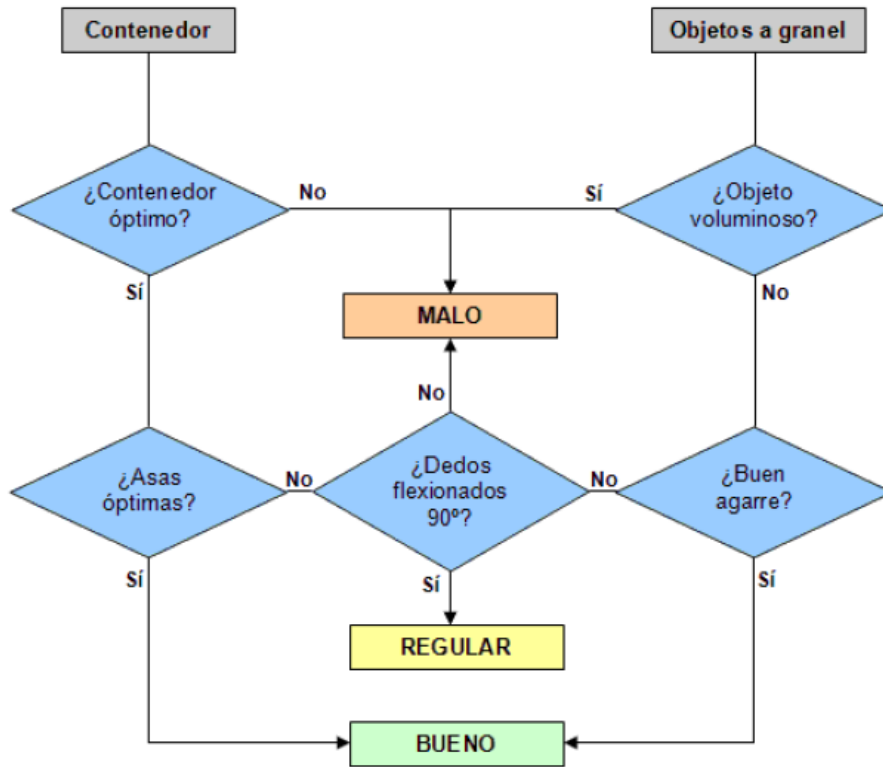 Contenedor
Objetos a granel
¿Contenedor
óptimo?
No
Sí
¿Objeto
voluminoso?
Sí
No
MALO
No
¿Asas
óptimas?
No
¿Dedos
flexionados
90º?
No
¿Buen
agarre?
Sí
Sí
Sí
REGULAR
BUENO